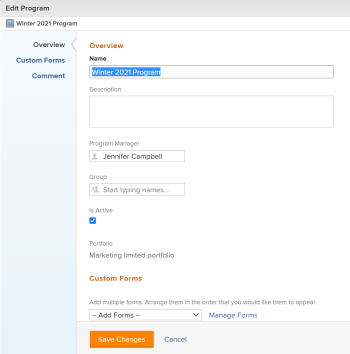 Edit Program
Winter 2021 Program
Overview
Custom Forms
Comment
Overview
Name
Winter 2021 Program
Description
Program Manager
Jennifer Campbell
Group
Start typing names...
Is Active
Portfolio
Marketing limited portfolio
Custom Forms
Add multiple forms. Arrange them in the order that you would like them to appear.
-- Add Forms --
Manage Forms
Save Changes
Cancel